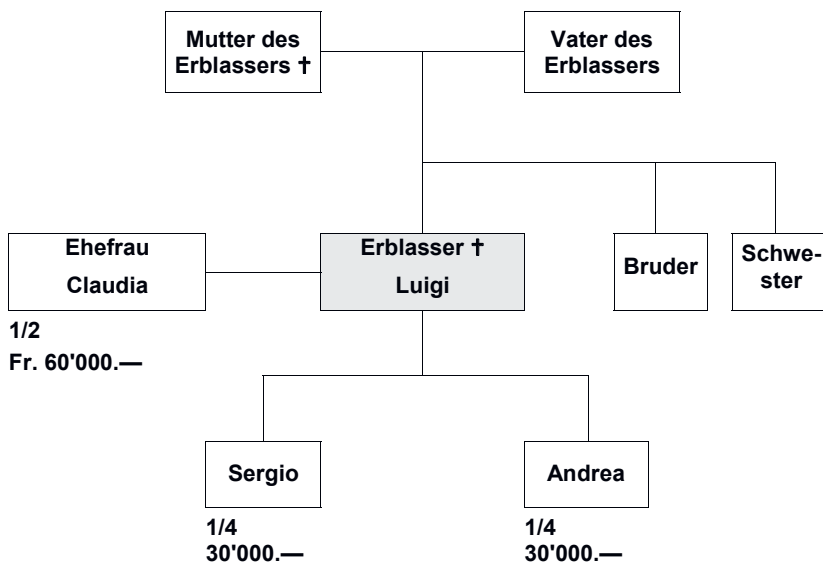 Mutter des
Erblassers †
Vater des
Erblassers
Ehefrau
Claudia
Erblasser †
Luigi
Bruder
Schwe-
ster
1/2
Fr. 60'000.—
Sergio
Andrea
1/4
30'000.—
1/4
30'000.—